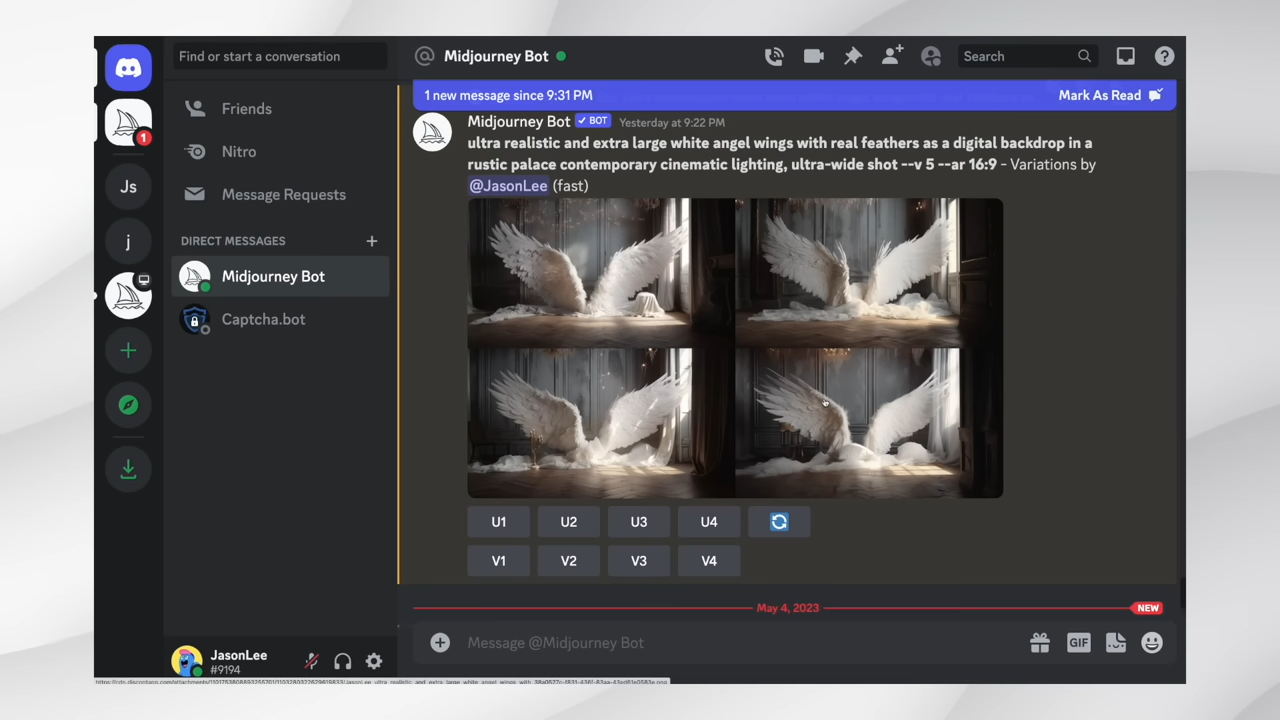 Find or start a conversation
Midjourney Bot
Search
1
Js
j
Friends
Nitro
Message Requests
DIRECT MESSAGES
Midjourney Bot
Captcha.bot
JasonLee
#9194
1 new message since 9:31 PM
Mark As Read
Midjourney Bot BOT Yesterday at 9:22 PM
ultra realistic and extra large white angel wings with real feathers as a digital backdrop in a
rustic palace contemporary cinematic lighting, ultra-wide shot --v 5 --ar 16:9 - Variations by
@JasonLee (fast)
U1 U2 U3 U4
V1 V2 V3 V4
May 4, 2023 NEW
Message @Midjourney Bot
GIF